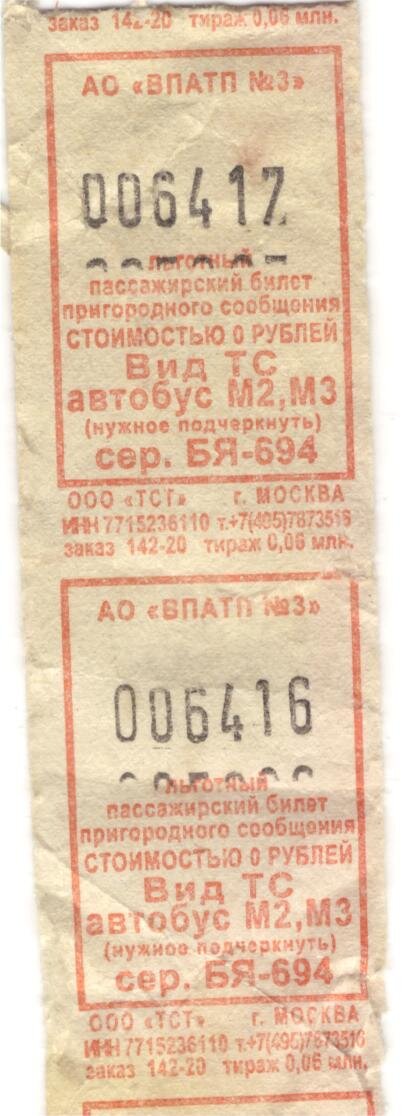 заказ 142-20 тираж 0,06 млн.
АО «ВПАТП №3»
006417
льготный
пассажирский билет
пригородного сообщения
СТОИМОСТЬЮ 0 РУБЛЕЙ
Вид ТС
автобус М2,М3
(нужное подчеркнуть)
сер. БЯ-694
ООО «ТСТ» г. МОСКВА
ИНН 7715236110 т.+7(495)7873516
заказ 142-20 тираж 0,06 млн.
АО «ВПАТП №3»
006416
льготный
пассажирский билет
пригородного сообщения
СТОИМОСТЬЮ 0 РУБЛЕЙ
Вид ТС
автобус М2,М3
(нужное подчеркнуть)
сер. БЯ-694
ООО «ТСТ» г. МОСКВА
ИНН 7715236110 т.+7(495)7873516
заказ 142-20 тираж 0,06 млн.